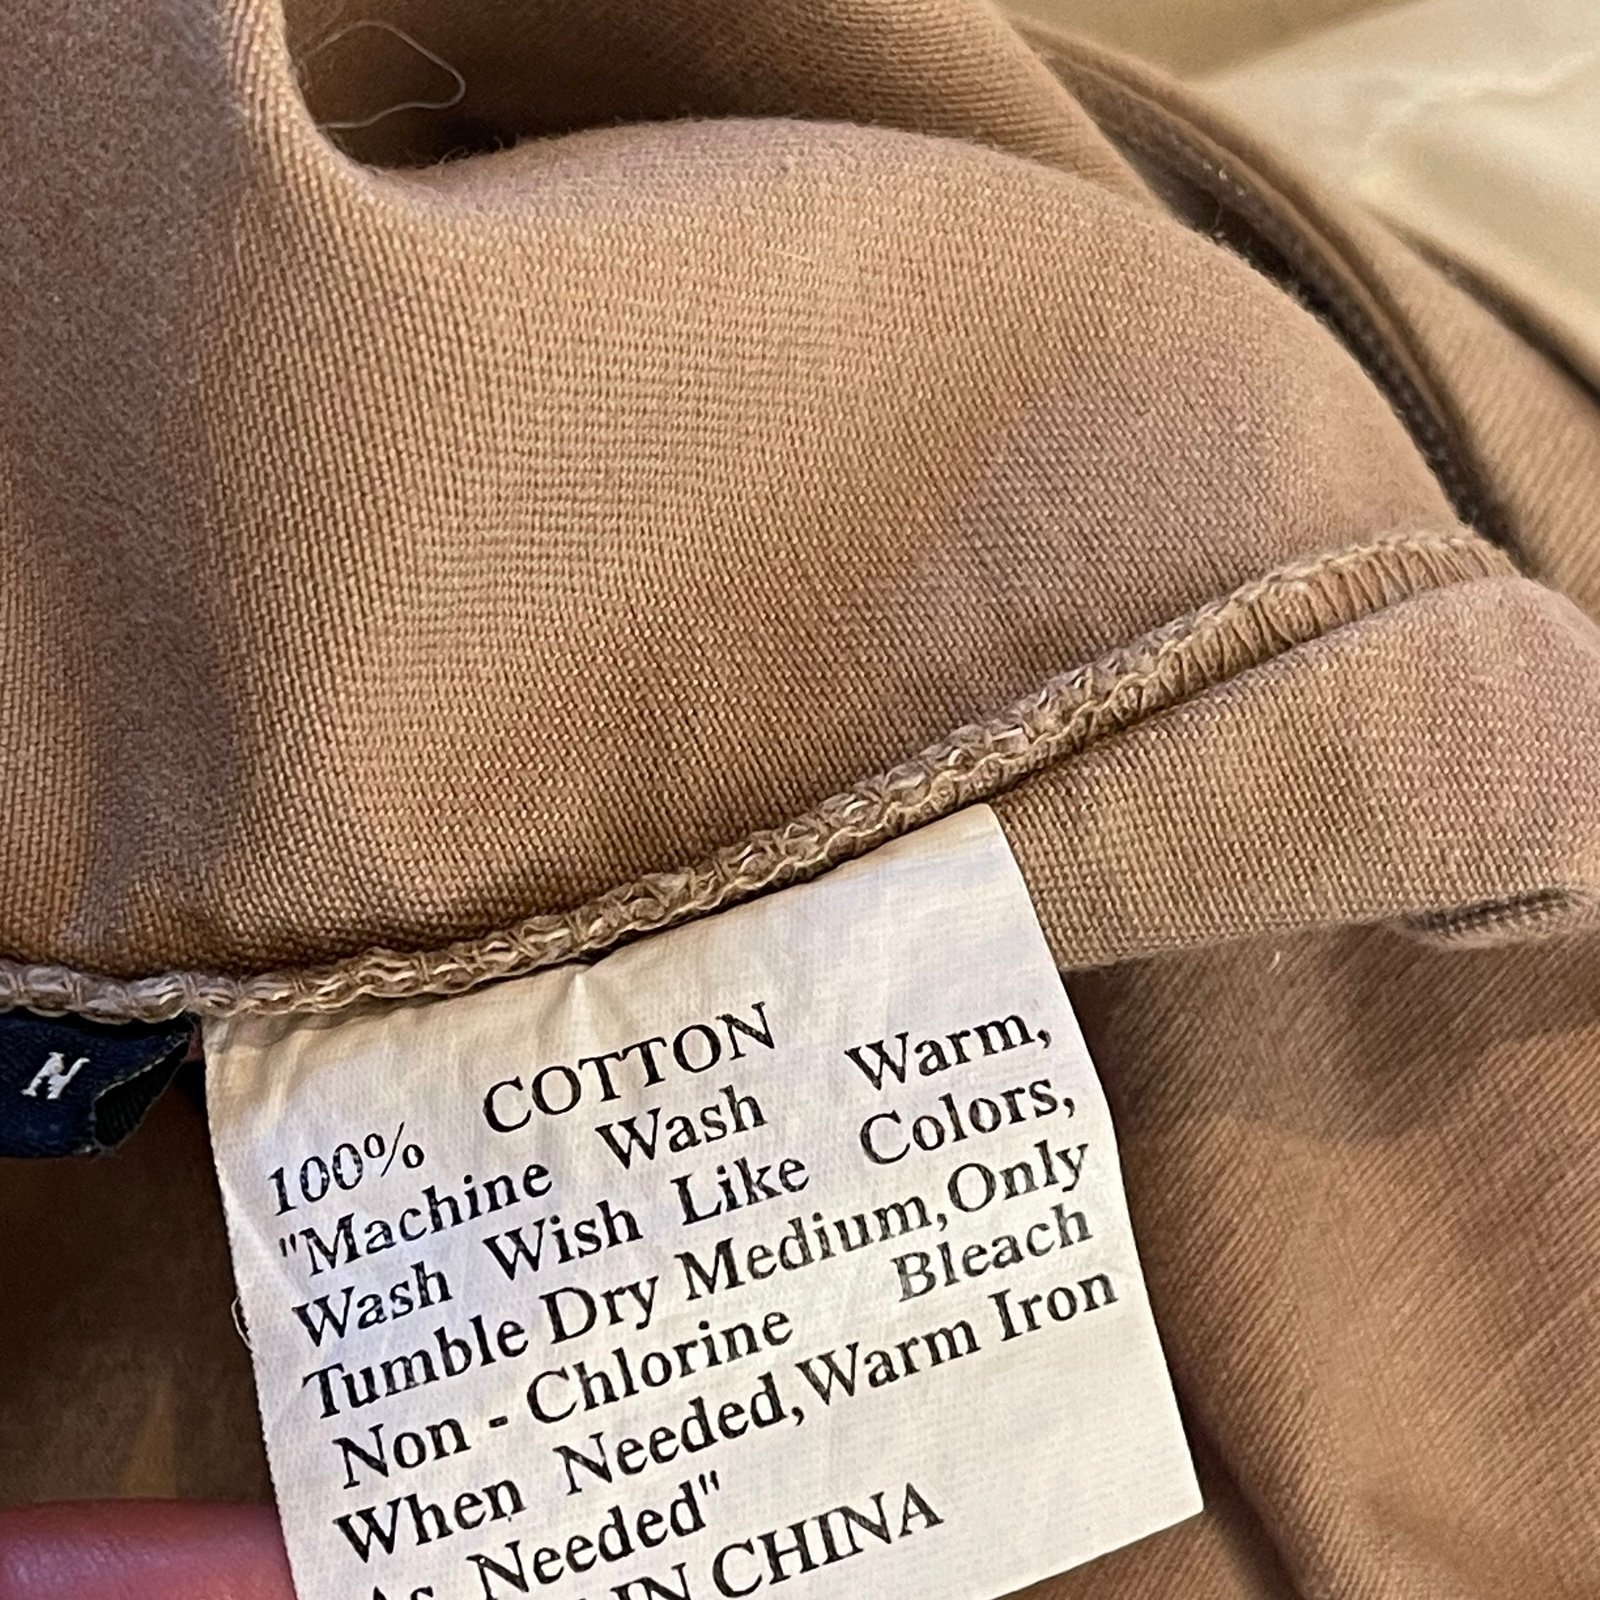 N
100% COTTON
"Machine Wash Warm,
Wash Wish Like Colors,
Tumble Dry Medium,Only
Non - Chlorine Bleach
When Needed,Warm Iron
As Needed"
IN CHINA